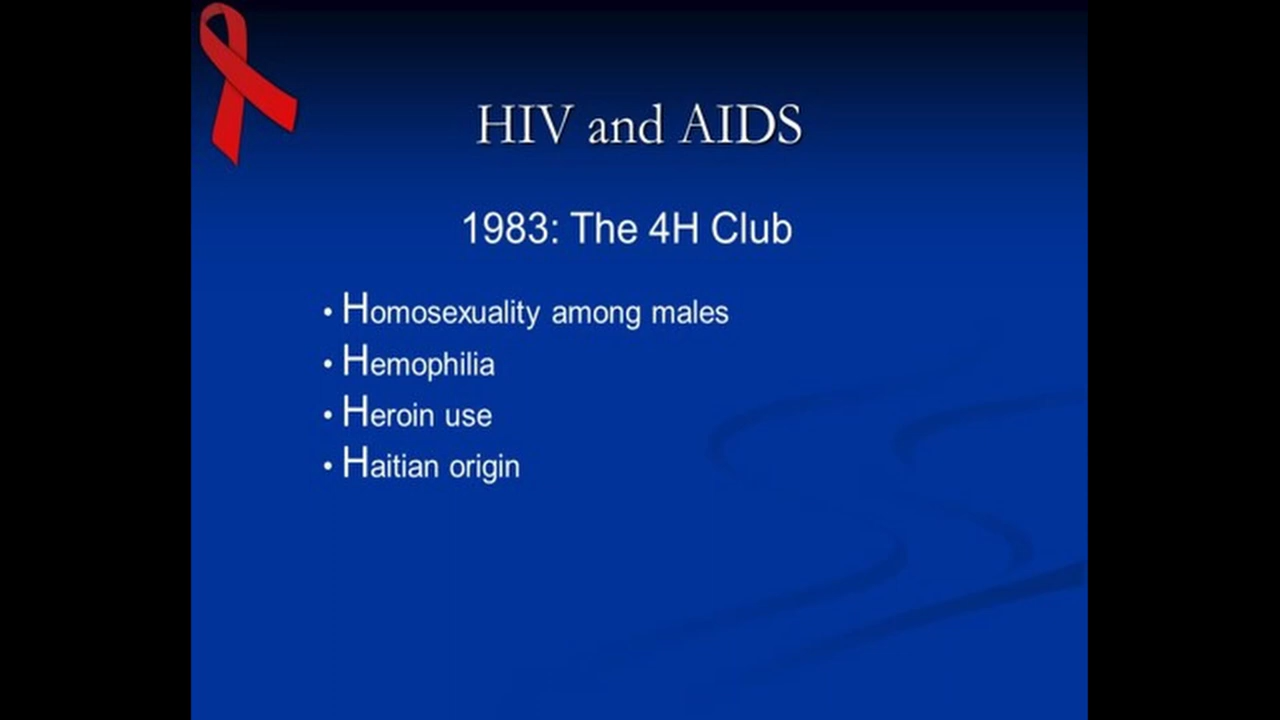 HIV and AIDS
1983: The 4H Club
• Homosexuality among males
• Hemophilia
• Heroin use
• Haitian origin